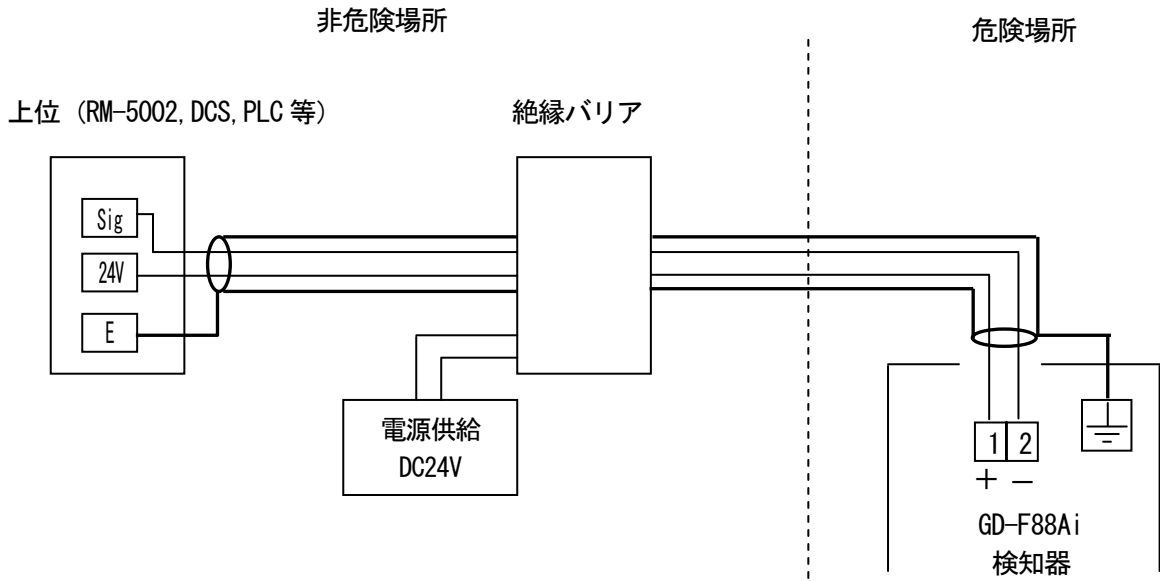 非危険場所
危険場所
上位 (RM-5002, DCS, PLC 等)
絶縁バリア
Sig
24V
E
電源供給
DC24V
1 2
+ −
GD-F88Ai
検知器